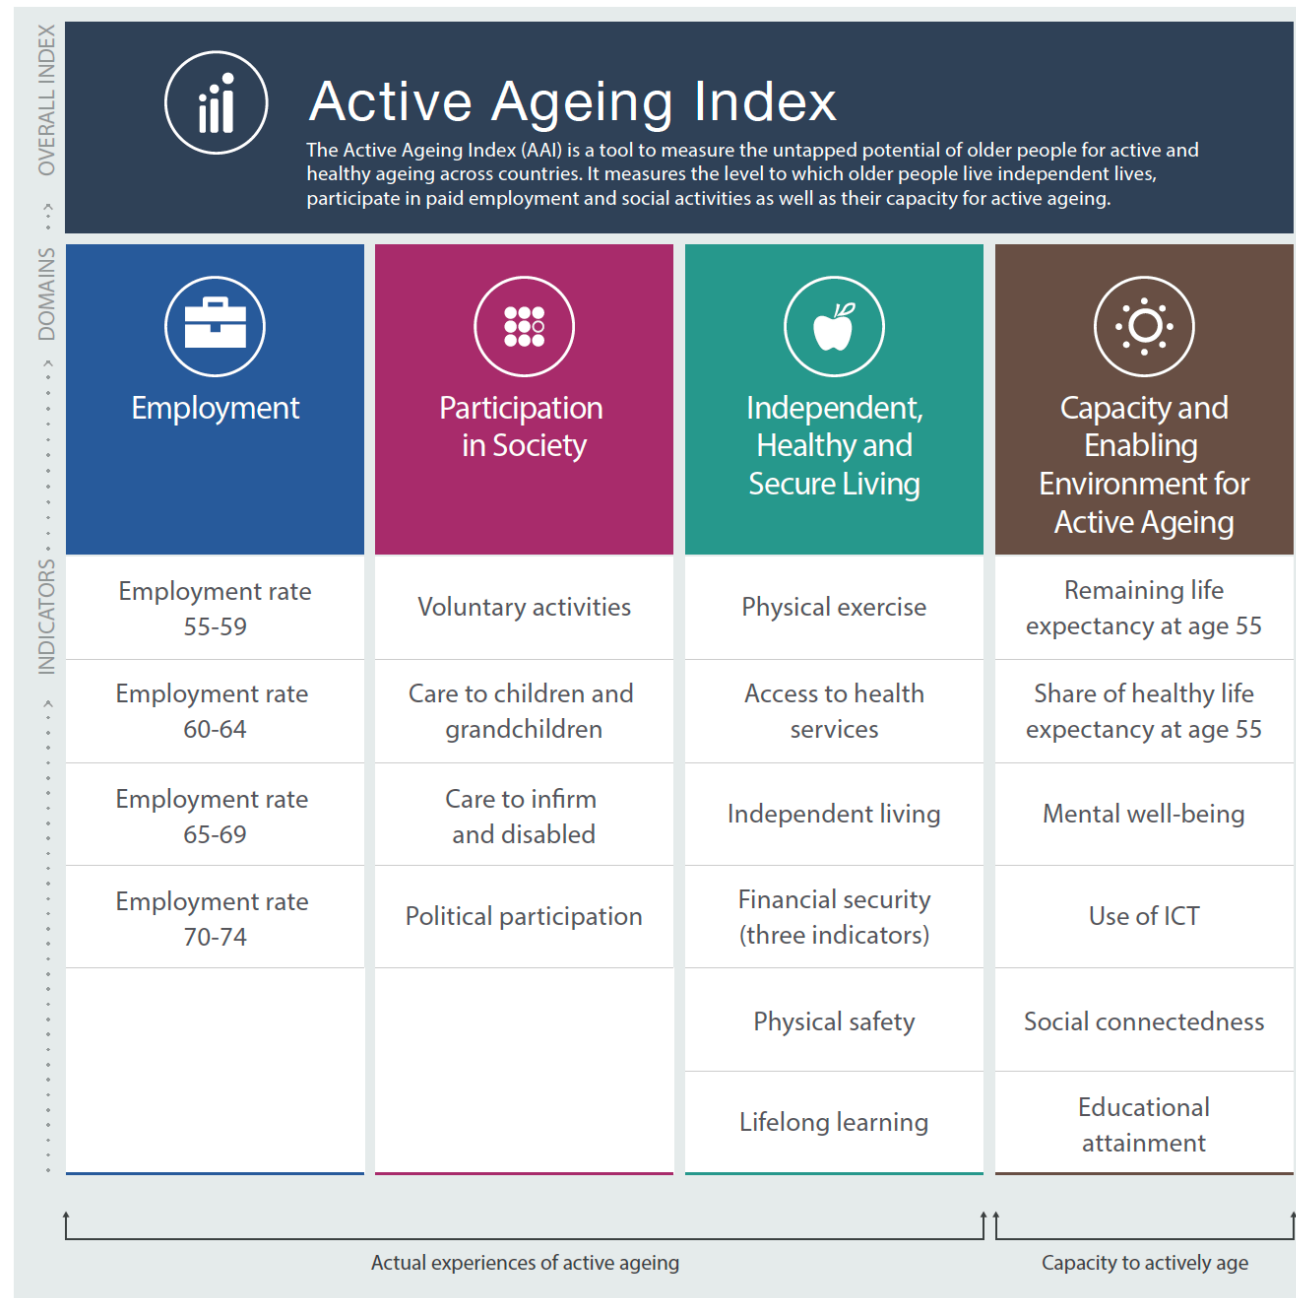 OVERALL INDEX
Active Ageing Index
The Active Ageing Index (AAI) is a tool to measure the untapped potential of older people for active and
healthy ageing across countries. It measures the level to which older people live independent lives,
participate in paid employment and social activities as well as their capacity for active ageing.
DOMAINS
Employment
Participation
in Society
Independent,
Healthy and
Secure Living
Capacity and
Enabling
Environment for
Active Ageing
INDICATORS
Employment rate
55-59
Employment rate
60-64
Employment rate
65-69
Employment rate
70-74
Voluntary activities
Care to children and
grandchildren
Care to infirm
and disabled
Political participation
Physical exercise
Access to health
services
Independent living
Financial security
(three indicators)
Physical safety
Lifelong learning
Remaining life
expectancy at age 55
Share of healthy life
expectancy at age 55
Mental well-being
Use of ICT
Social connectedness
Educational
attainment
Actual experiences of active ageing
Capacity to actively age